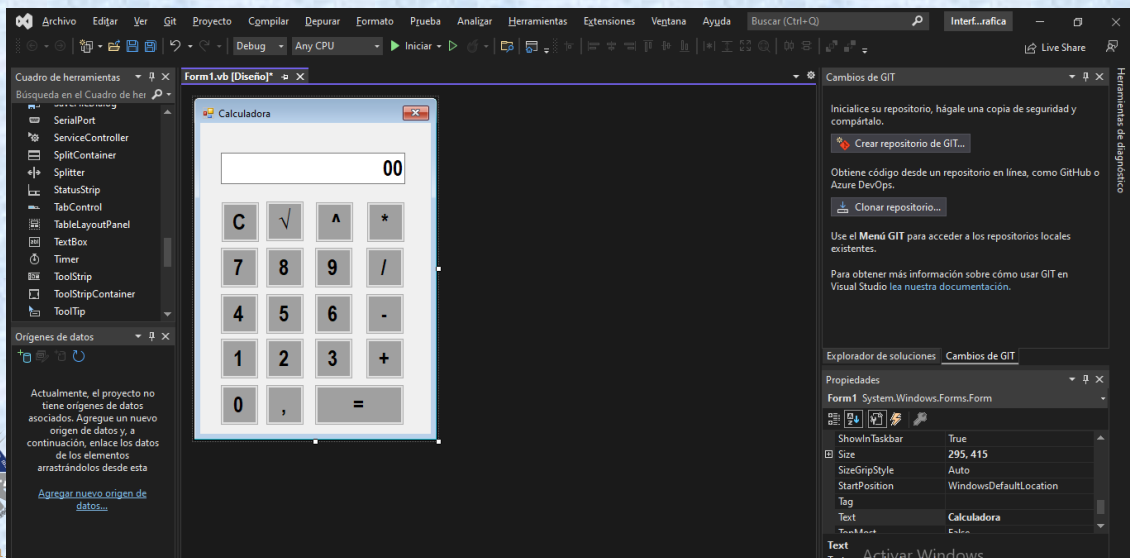 Archivo Editar Ver Git Proyecto Compilar Depurar Formato Prueba Analizar Herramientas Extensiones Ventana Ayuda Buscar (Ctrl+Q) Interf...rafica
Debug Any CPU Iniciar Live Share
Cuadro de herramientas
Búsqueda en el Cuadro de her
SaveFileDialog
SerialPort
ServiceController
SplitContainer
Splitter
StatusStrip
TabControl
TableLayoutPanel
TextBox
Timer
ToolStrip
ToolStripContainer
ToolTip
Orígenes de datos
Actualmente, el proyecto no
tiene orígenes de datos
asociados. Agregue un nuevo
origen de datos y, a
continuación, enlace los datos
de los elementos
arrastrándolos desde esta
Agregar nuevo origen de
datos...
Form1.vb [Diseño]*
Calculadora
00
C √ ^ *
7 8 9 /
4 5 6 -
1 2 3 +
0 , =
Cambios de GIT
Inicialice su repositorio, hágale una copia de seguridad y
compártalo.
Crear repositorio de GIT...
Obtiene código desde un repositorio en línea, como GitHub o
Azure DevOps.
Clonar repositorio...
Use el Menú GIT para acceder a los repositorios locales
existentes.
Para obtener más información sobre cómo usar GIT en
Visual Studio lea nuestra documentación.
Explorador de soluciones Cambios de GIT
Propiedades
Form1 System.Windows.Forms.Form
ShowInTaskbar True
Size 295, 415
SizeGripStyle Auto
StartPosition WindowsDefaultLocation
Tag
Text Calculadora
TopMost False
Text
Activar Windows
Herramientas de diagnóstico